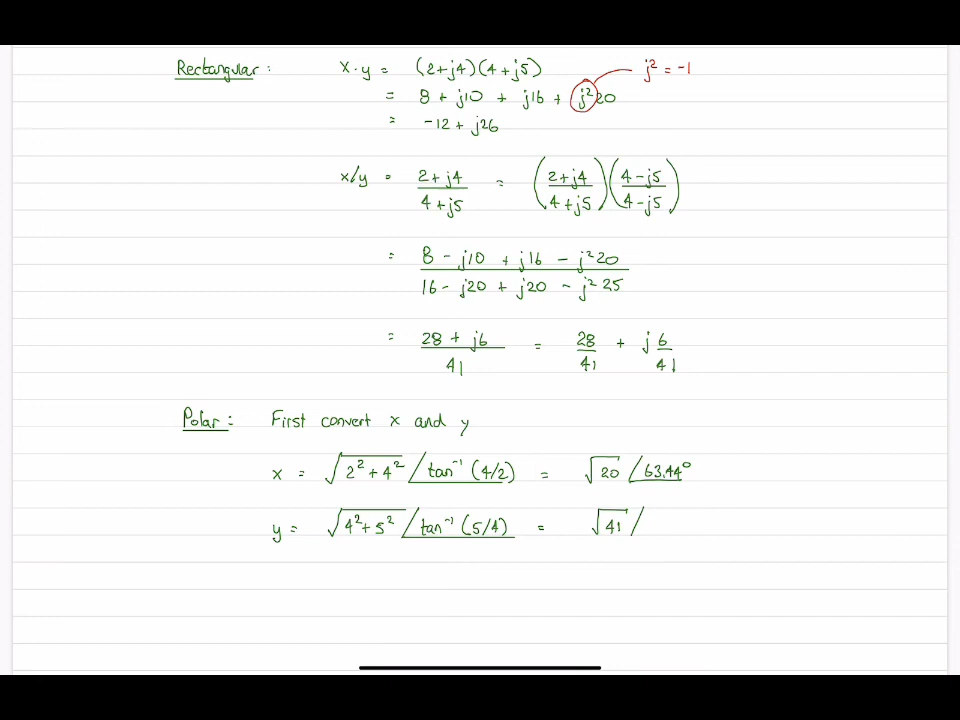 Rectangular : x·y = (2+j4)(4+j5) j² = -1
= 8 + j10 + j16 + j²20
= -12 + j26
x/y = (2+j4)/(4+j5) = ((2+j4)/(4+j5))((4-j5)/(4-j5))
= (8 - j10 + j16 - j²20)/(16 - j20 + j20 - j²25)
= (28 + j6)/41 = 28/41 + j 6/41
Polar : First convert x and y
x = √(2²+4²) ∠tan⁻¹(4/2) = √20 ∠63.44°
y = √(4²+5²) ∠tan⁻¹(5/4) = √41 /